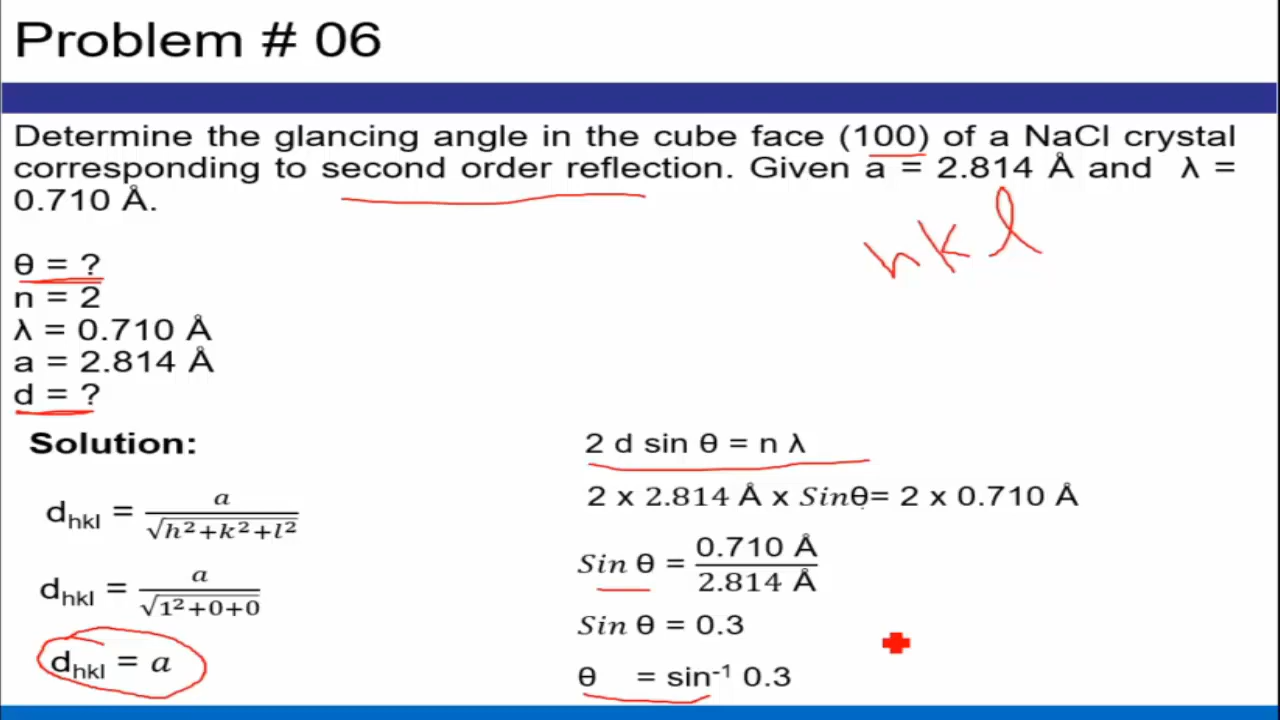 Problem # 06
Determine the glancing angle in the cube face (100) of a NaCl crystal
corresponding to second order reflection. Given a = 2.814 Å and λ =
0.710 Å.
hkl
θ = ?
n = 2
λ = 0.710 Å
a = 2.814 Å
d = ?
Solution:
d_hkl = a / √(h²+k²+l²)
d_hkl = a / √(1²+0+0)
d_hkl = a
2 d sin θ = n λ
2 x 2.814 Å x Sinθ= 2 x 0.710 Å
Sin θ = 0.710 Å / 2.814 Å
Sin θ = 0.3
θ = sin⁻¹ 0.3